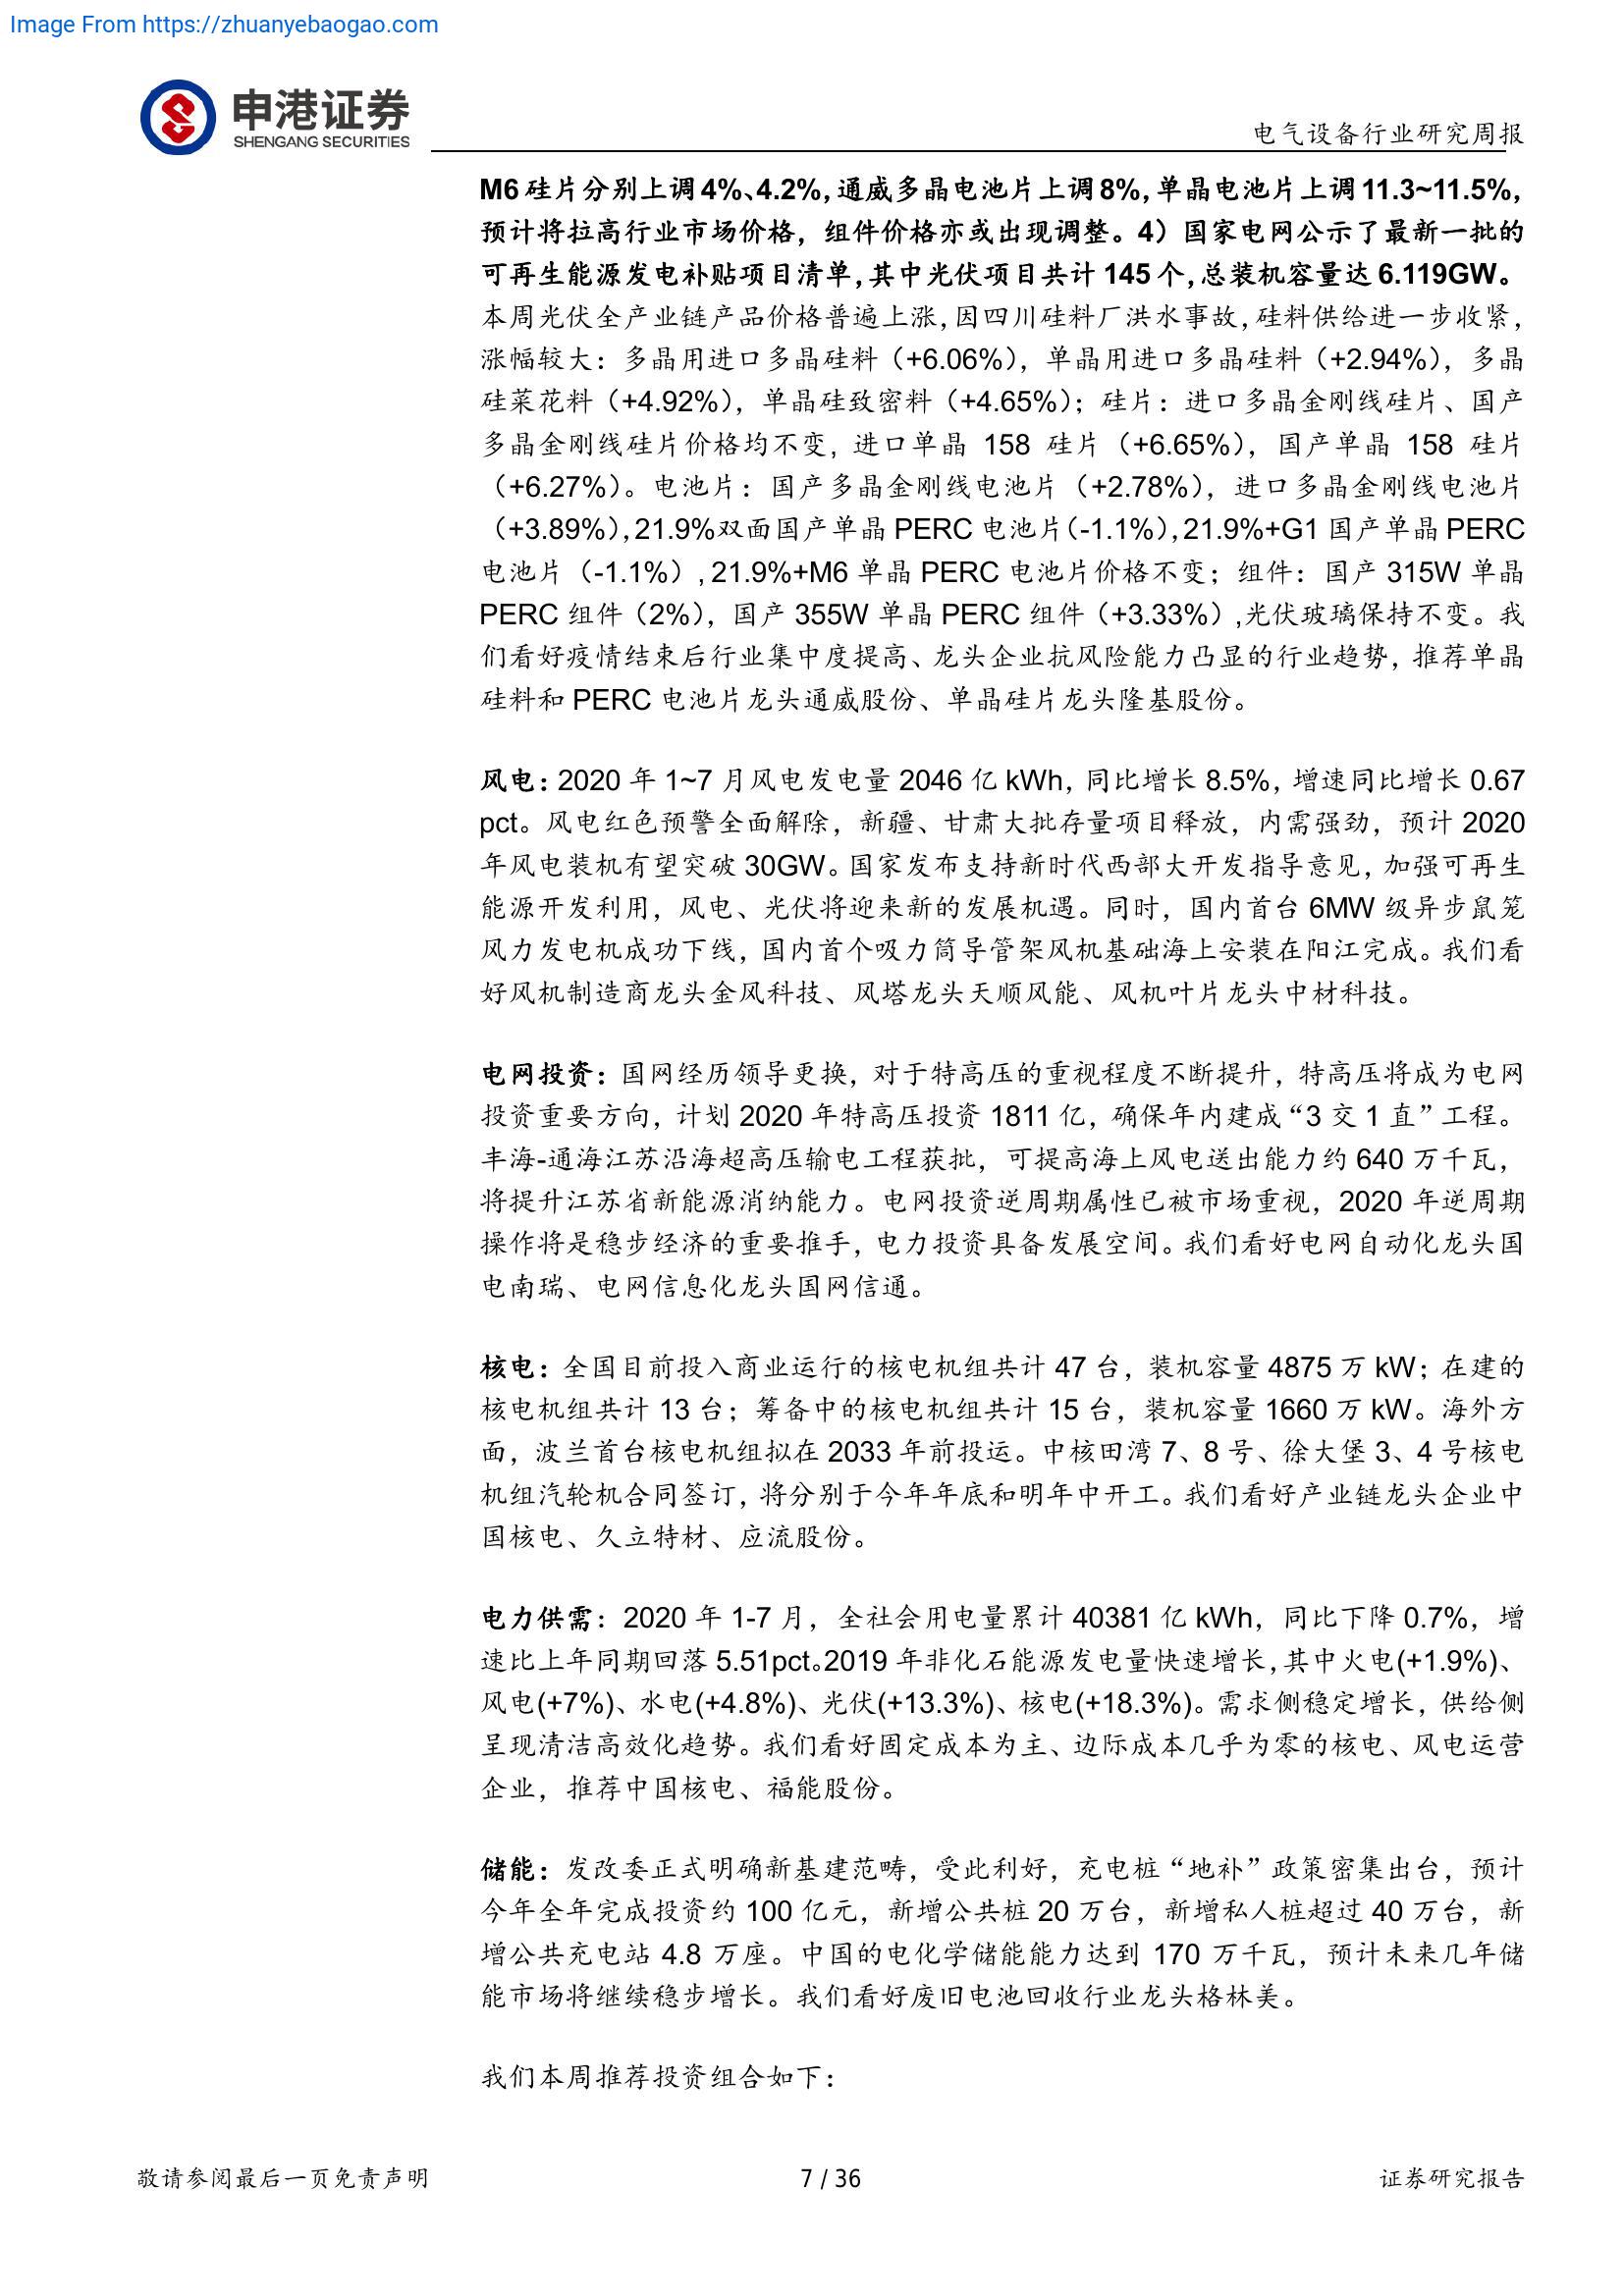 Image From https://zhuanyebaogao.com
申港证券
SHENGANG SECURITIES
电气设备行业研究周报
M6 硅片分别上调 4%、4.2%，通威多晶电池片上调 8%，单晶电池片上调 11.3~11.5%，
预计将拉高行业市场价格，组件价格亦或出现调整。4）国家电网公示了最新一批的
可再生能源发电补贴项目清单，其中光伏项目共计 145 个，总装机容量达 6.119GW。
本周光伏全产业链产品价格普遍上涨，因四川硅料厂洪水事故，硅料供给进一步收紧，
涨幅较大：多晶用进口多晶硅料（+6.06%），单晶用进口多晶硅料（+2.94%），多晶
硅菜花料（+4.92%），单晶硅致密料（+4.65%）；硅片：进口多晶金刚线硅片、国产
多晶金刚线硅片价格均不变，进口单晶 158 硅片（+6.65%），国产单晶 158 硅片
（+6.27%）。电池片：国产多晶金刚线电池片（+2.78%），进口多晶金刚线电池片
（+3.89%），21.9%双面国产单晶 PERC 电池片（-1.1%），21.9%+G1 国产单晶 PERC
电池片（-1.1%）,21.9%+M6 单晶 PERC 电池片价格不变；组件：国产 315W 单晶
PERC 组件（2%），国产 355W 单晶 PERC 组件（+3.33%）,光伏玻璃保持不变。我
们看好疫情结束后行业集中度提高、龙头企业抗风险能力凸显的行业趋势，推荐单晶
硅料和 PERC 电池片龙头通威股份、单晶硅片龙头隆基股份。
风电：2020 年 1~7 月风电发电量 2046 亿 kWh，同比增长 8.5%，增速同比增长 0.67
pct。风电红色预警全面解除，新疆、甘肃大批存量项目释放，内需强劲，预计 2020
年风电装机有望突破 30GW。国家发布支持新时代西部大开发指导意见，加强可再生
能源开发利用，风电、光伏将迎来新的发展机遇。同时，国内首台 6MW 级异步鼠笼
风力发电机成功下线，国内首个吸力筒导管架风机基础海上安装在阳江完成。我们看
好风机制造商龙头金风科技、风塔龙头天顺风能、风机叶片龙头中材科技。
电网投资：国网经历领导更换，对于特高压的重视程度不断提升，特高压将成为电网
投资重要方向，计划 2020 年特高压投资 1811 亿，确保年内建成“3 交 1 直”工程。
丰海-通海江苏沿海超高压输电工程获批，可提高海上风电送出能力约 640 万千瓦，
将提升江苏省新能源消纳能力。电网投资逆周期属性已被市场重视，2020 年逆周期
操作将是稳步经济的重要推手，电力投资具备发展空间。我们看好电网自动化龙头国
电南瑞、电网信息化龙头国网信通。
核电：全国目前投入商业运行的核电机组共计 47 台，装机容量 4875 万 kW；在建的
核电机组共计 13 台；筹备中的核电机组共计 15 台，装机容量 1660 万 kW。海外方
面，波兰首台核电机组拟在 2033 年前投运。中核田湾 7、8 号、徐大堡 3、4 号核电
机组汽轮机合同签订，将分别于今年年底和明年中开工。我们看好产业链龙头企业中
国核电、久立特材、应流股份。
电力供需：2020 年 1-7 月，全社会用电量累计 40381 亿 kWh，同比下降 0.7%，增
速比上年同期回落 5.51pct。2019 年非化石能源发电量快速增长，其中火电(+1.9%)、
风电(+7%)、水电(+4.8%)、光伏(+13.3%)、核电(+18.3%)。需求侧稳定增长，供给侧
呈现清洁高效化趋势。我们看好固定成本为主、边际成本几乎为零的核电、风电运营
企业，推荐中国核电、福能股份。
储能：发改委正式明确新基建范畴，受此利好，充电桩“地补”政策密集出台，预计
今年全年完成投资约 100 亿元，新增公共桩 20 万台，新增私人桩超过 40 万台，新
增公共充电站 4.8 万座。中国的电化学储能能力达到 170 万千瓦，预计未来几年储
能市场将继续稳步增长。我们看好废旧电池回收行业龙头格林美。
我们本周推荐投资组合如下：
敬请参阅最后一页免责声明
7 / 36
证券研究报告